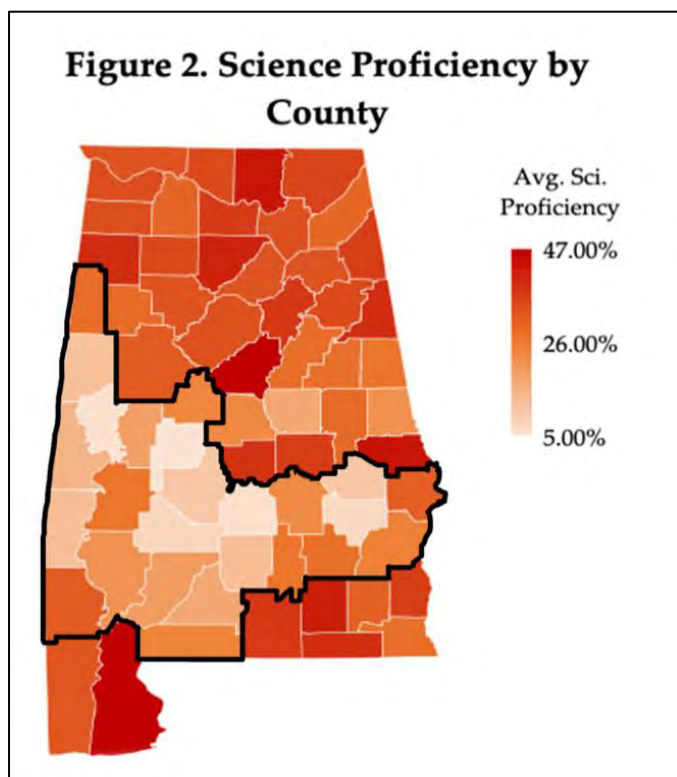 Figure 2. Science Proficiency by
County
Avg. Sci.
Proficiency
47.00%
26.00%
5.00%